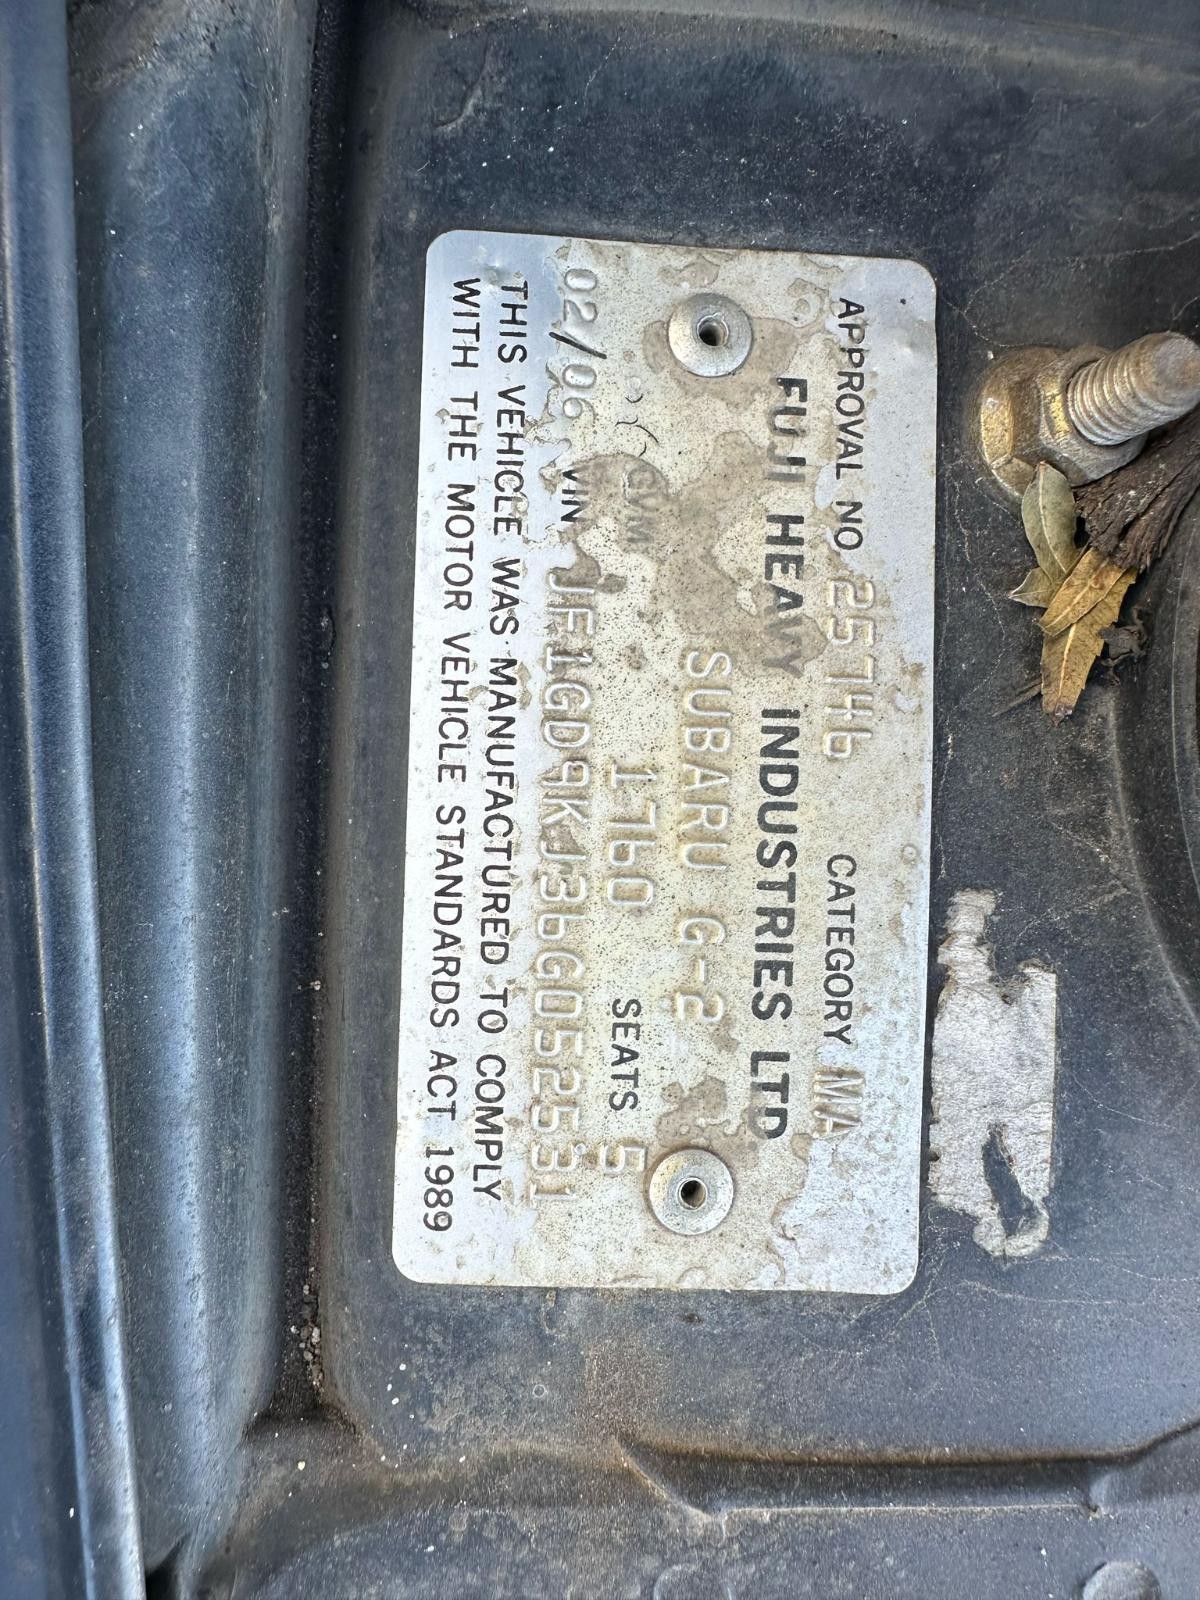 APPROVAL NO 25746 CATEGORY MA
FUJI HEAVY INDUSTRIES LTD
SUBARU G-2
GVM 1760 SEATS 5
02/06 VIN JF1GD9KJ36G052531
THIS VEHICLE WAS MANUFACTURED TO COMPLY
WITH THE MOTOR VEHICLE STANDARDS ACT 1989